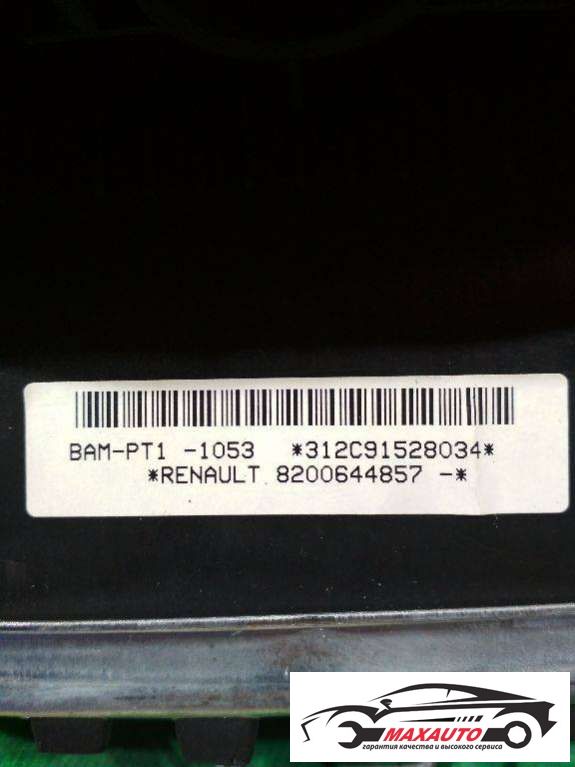 BAM-PT1 -1053 *312C91528034*
*RENAULT 8200644857 -*
MAXAUTO
гарантия качества и высокого сервиса